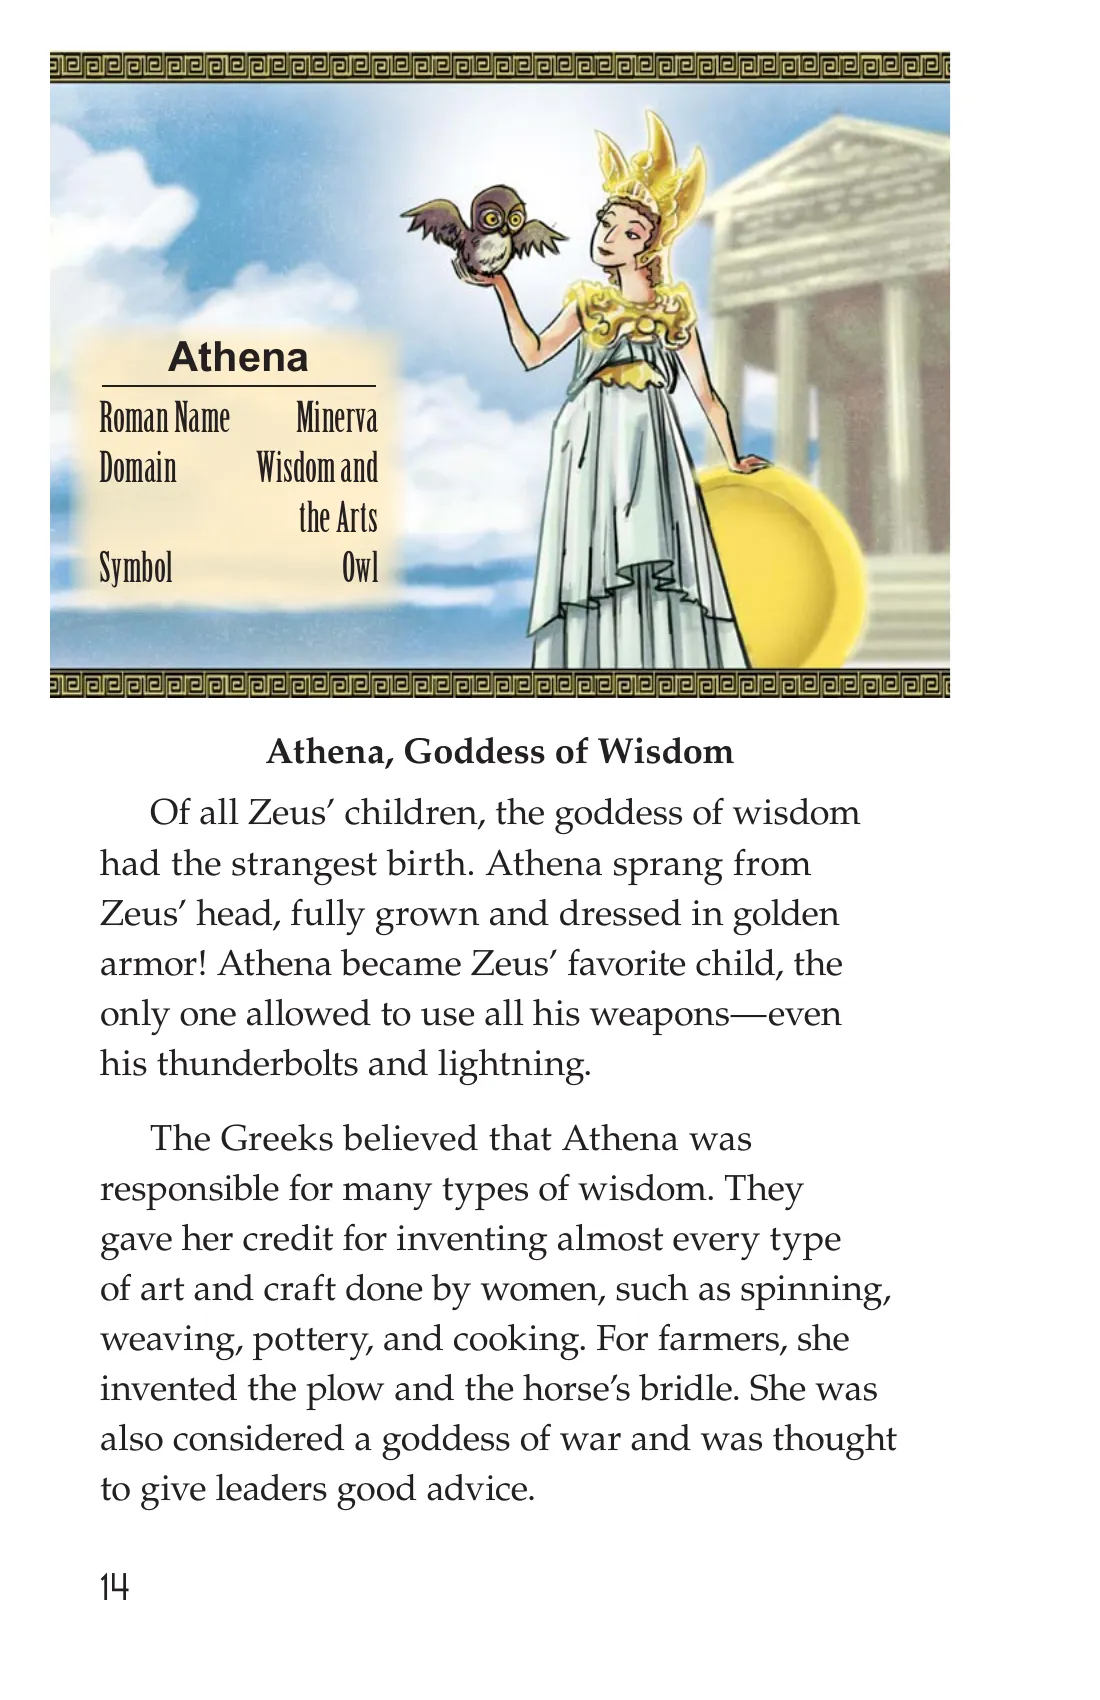 Athena
Roman Name Minerva
Domain Wisdom and
the Arts
Symbol Owl
Athena, Goddess of Wisdom
Of all Zeus’ children, the goddess of wisdom
had the strangest birth. Athena sprang from
Zeus’ head, fully grown and dressed in golden
armor! Athena became Zeus’ favorite child, the
only one allowed to use all his weapons—even
his thunderbolts and lightning.
The Greeks believed that Athena was
responsible for many types of wisdom. They
gave her credit for inventing almost every type
of art and craft done by women, such as spinning,
weaving, pottery, and cooking. For farmers, she
invented the plow and the horse’s bridle. She was
also considered a goddess of war and was thought
to give leaders good advice.
14